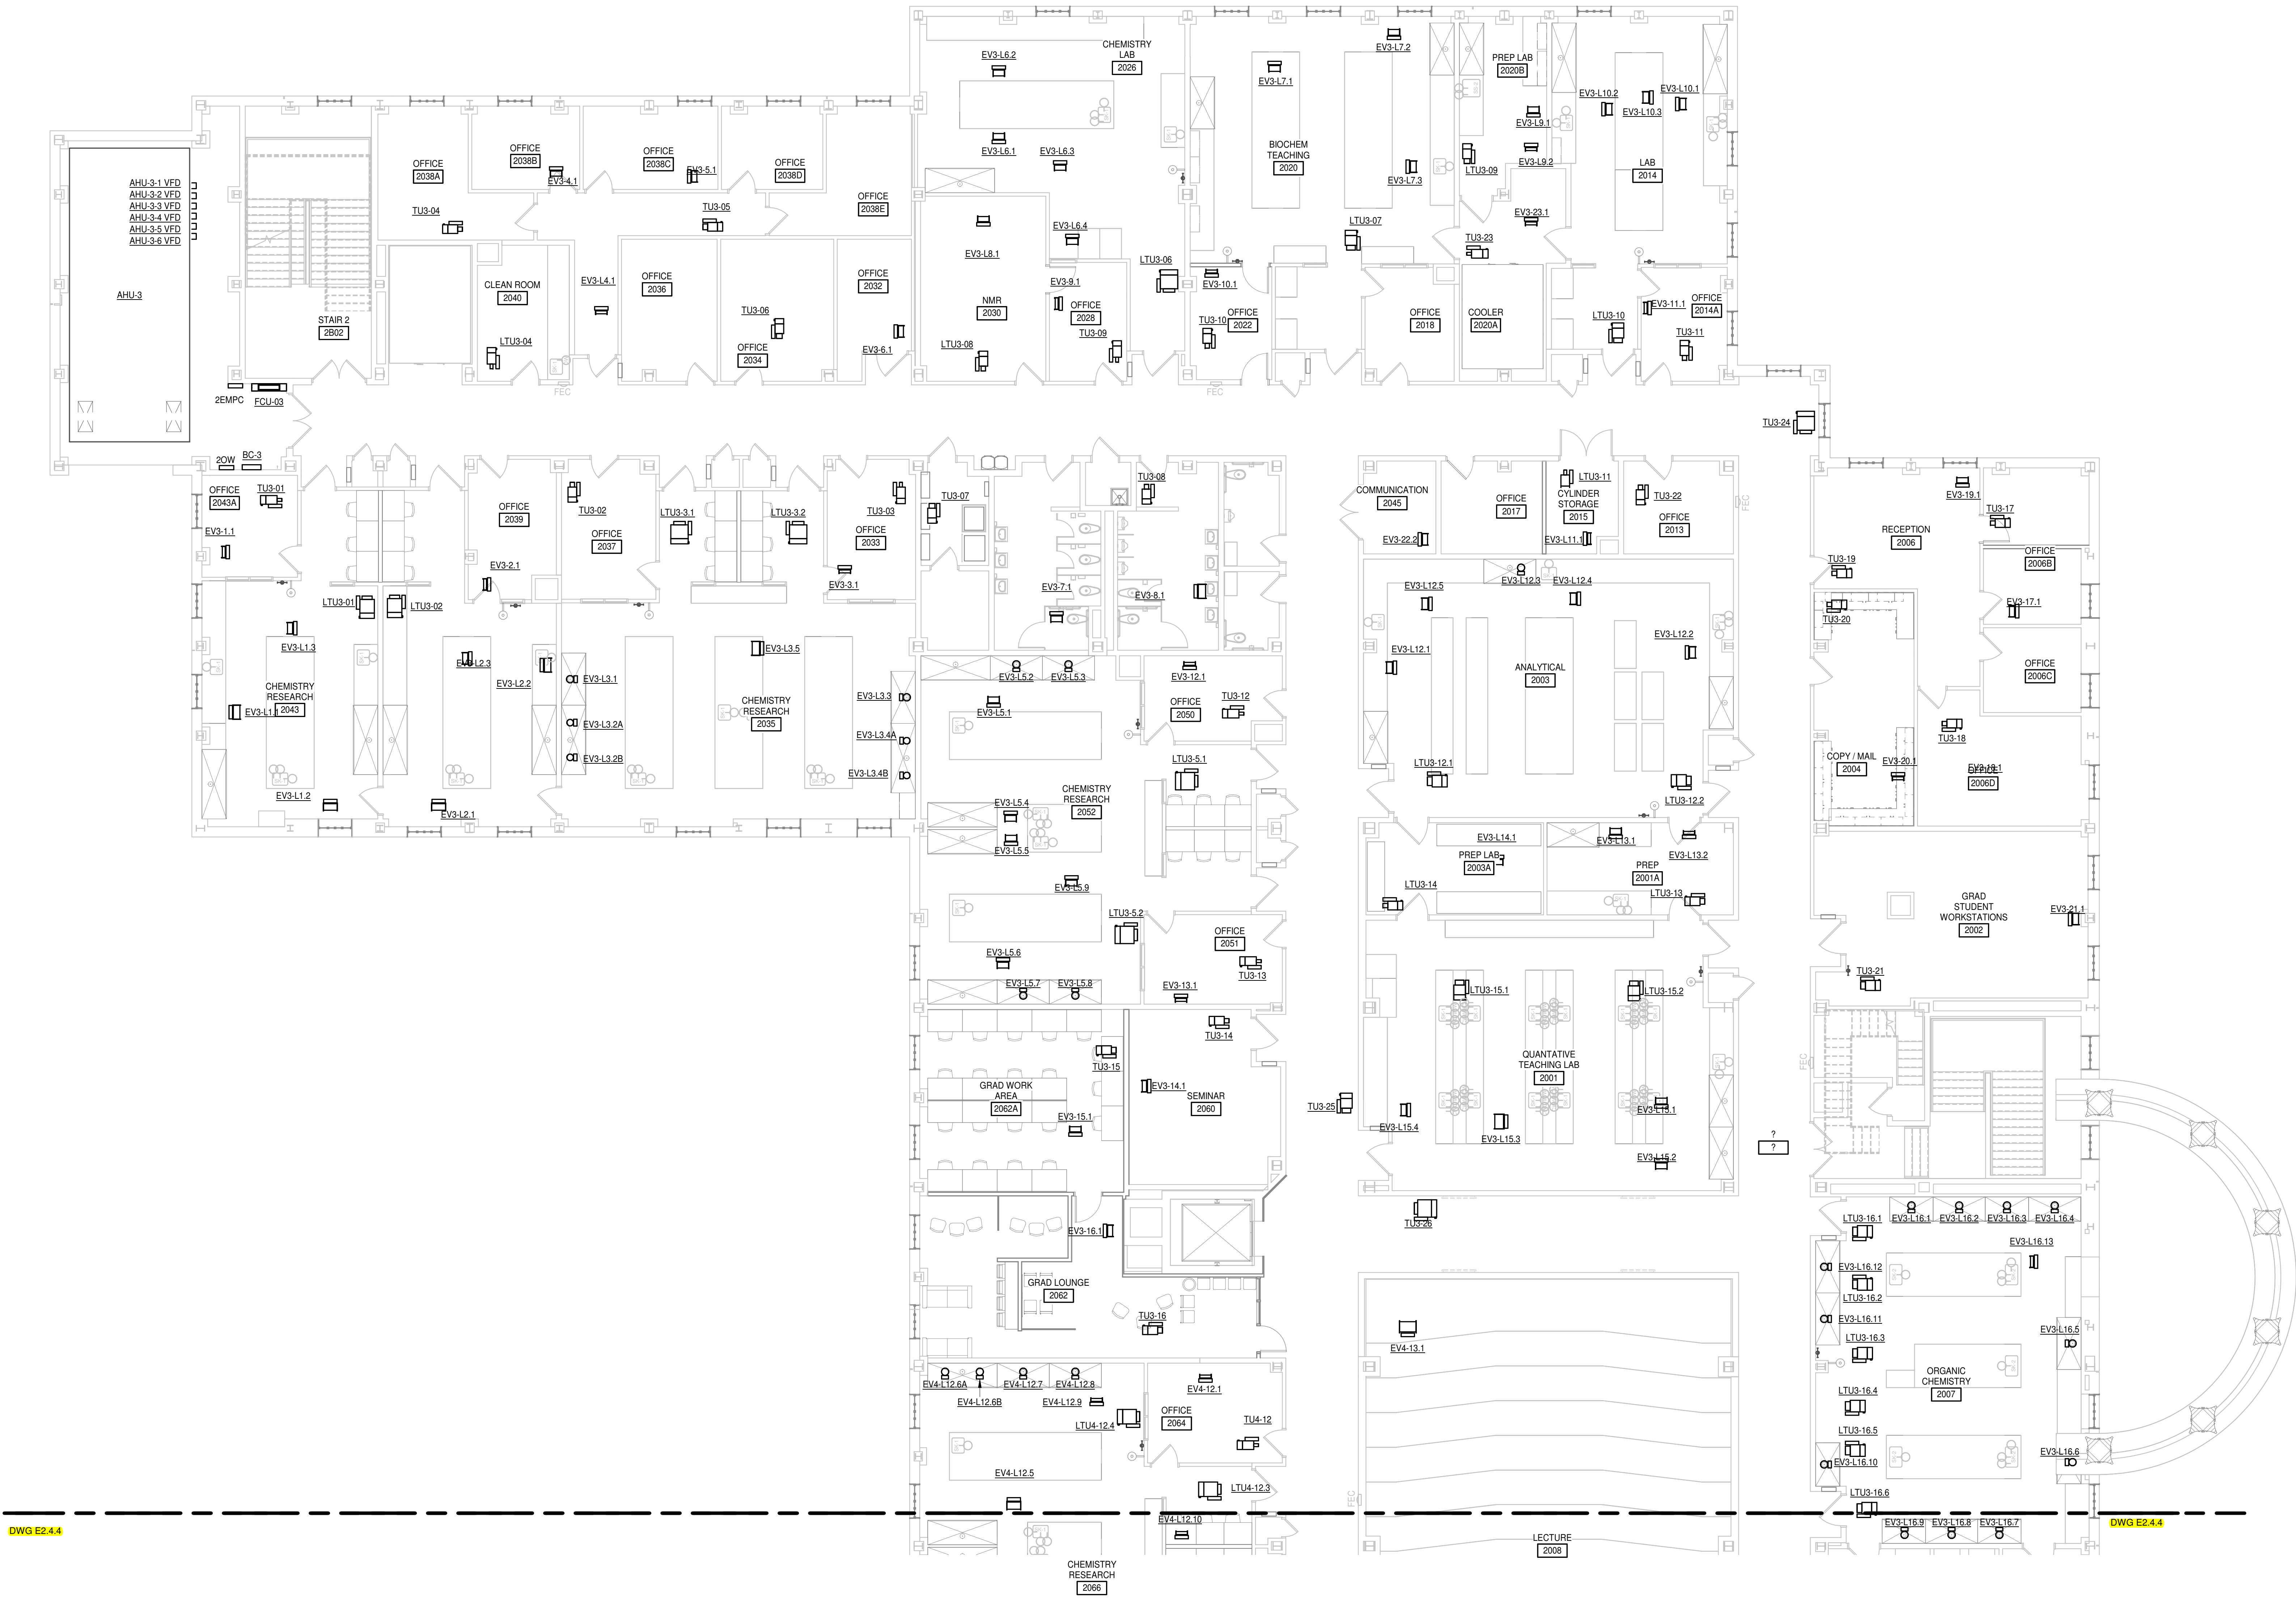 CHEMISTRY
LAB
2026
EV3-L6.2
EV3-L6.1
EV3-L6.3
EV3-L6.4
EV3-L7.2
EV3-L7.1
BIOCHEM
TEACHING
2020
EV3-L7.3
LTU3-07
PREP LAB
2020B
EV3-L9.1
EV3-L9.2
LTU3-09
EV3-23.1
TU3-23
EV3-L10.2
EV3-L10.1
EV3-L10.3
LAB
2014
OFFICE
2038A
OFFICE
2038B
EV3-4.1
OFFICE
2038C
EV3-5.1
OFFICE
2038D
OFFICE
2038E
TU3-04
TU3-05
AHU-3-1 VFD
AHU-3-2 VFD
AHU-3-3 VFD
AHU-3-4 VFD
AHU-3-5 VFD
AHU-3-6 VFD
AHU-3
STAIR 2
2B02
CLEAN ROOM
2040
LTU3-04
EV3-L4.1
OFFICE
2036
TU3-06
OFFICE
2034
OFFICE
2032
EV3-6.1
EV3-L8.1
NMR
2030
LTU3-08
EV3-9.1
OFFICE
2028
TU3-09
LTU3-06
EV3-10.1
TU3-10
OFFICE
2022
OFFICE
2018
COOLER
2020A
LTU3-10
EV3-11.1
OFFICE
2014A
TU3-11
FEC
FEC
2EMPC
FCU-03
2OW
BC-3
TU3-24
OFFICE
2043A
TU3-01
EV3-1.1
OFFICE
2039
EV3-2.1
TU3-02
OFFICE
2037
LTU3-3.1
LTU3-3.2
TU3-03
OFFICE
2033
EV3-3.1
TU3-07
TU3-08
EV3-7.1
EV3-8.1
COMMUNICATION
2045
EV3-22.2
OFFICE
2017
LTU3-11
CYLINDER
STORAGE
2015
EV3-L11.1
TU3-22
OFFICE
2013
FEC
RECEPTION
2006
EV3-19.1
TU3-17
TU3-19
OFFICE
2006B
TU3-20
EV3-17.1
OFFICE
2006C
TU3-18
COPY / MAIL
2004
EV3-20.1
OFFICE
2006D
LTU3-01
LTU3-02
EV3-L1.3
CHEMISTRY
RESEARCH
2043
EV3-L1.1
EV3-L1.2
EV3-L2.3
EV3-L2.2
EV3-L2.1
EV3-L3.1
EV3-L3.2A
EV3-L3.2B
EV3-L3.5
CHEMISTRY
RESEARCH
2035
EV3-L3.3
EV3-L3.4A
EV3-L3.4B
EV3-L5.2
EV3-L5.3
EV3-L5.1
EV3-12.1
TU3-12
OFFICE
2050
LTU3-5.1
CHEMISTRY
RESEARCH
2052
EV3-L5.4
EV3-L5.5
EV3-L5.9
LTU3-5.2
EV3-L5.6
EV3-L5.7
EV3-L5.8
OFFICE
2051
TU3-13
EV3-13.1
EV3-L12.3
EV3-L12.4
EV3-L12.5
EV3-L12.1
EV3-L12.2
ANALYTICAL
2003
LTU3-12.1
LTU3-12.2
EV3-L14.1
PREP LAB
2003A
EV3-L13.1
EV3-L13.2
PREP
2001A
LTU3-14
LTU3-13
GRAD
STUDENT
WORKSTATIONS
2002
EV3-21.1
TU3-21
TU3-14
TU3-15
GRAD WORK
AREA
2062A
EV3-14.1
EV3-15.1
SEMINAR
2060
LTU3-15.1
LTU3-15.2
QUANTATIVE
TEACHING LAB
2001
TU3-25
EV3-L15.4
EV3-L15.3
EV3-L15.1
EV3-L15.2
FEC
?
?
TU3-26
EV3-16.1
GRAD LOUNGE
2062
TU3-16
EV4-13.1
LTU3-16.1
EV3-L16.1
EV3-L16.2
EV3-L16.3
EV3-L16.4
EV3-L16.13
EV3-L16.12
LTU3-16.2
EV3-L16.11
LTU3-16.3
EV3-L16.5
ORGANIC
CHEMISTRY
2007
LTU3-16.4
LTU3-16.5
EV3-L16.10
EV3-L16.6
LTU3-16.6
EV4-L12.6A
EV4-L12.7
EV4-L12.8
EV4-L12.6B
EV4-L12.9
LTU4-12.4
EV4-12.1
OFFICE
2064
TU4-12
EV4-L12.5
LTU4-12.3
FEC
EV4-L12.10
EV3-L16.9
EV3-L16.8
EV3-L16.7
DWG E2.4.4
DWG E2.4.4
LECTURE
2008
CHEMISTRY
RESEARCH
2066